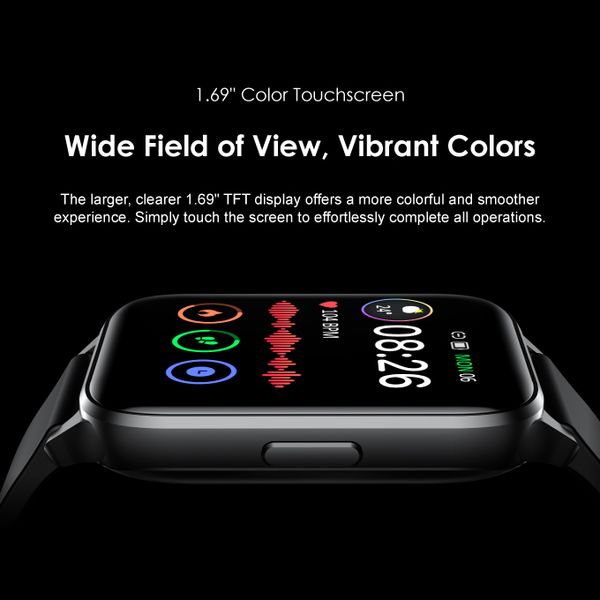 1.69" Color Touchscreen
Wide Field of View, Vibrant Colors
The larger, clearer 1.69" TFT display offers a more colorful and smoother
experience. Simply touch the screen to effortlessly complete all operations.
24°
08:26
MON 06
104 BPM